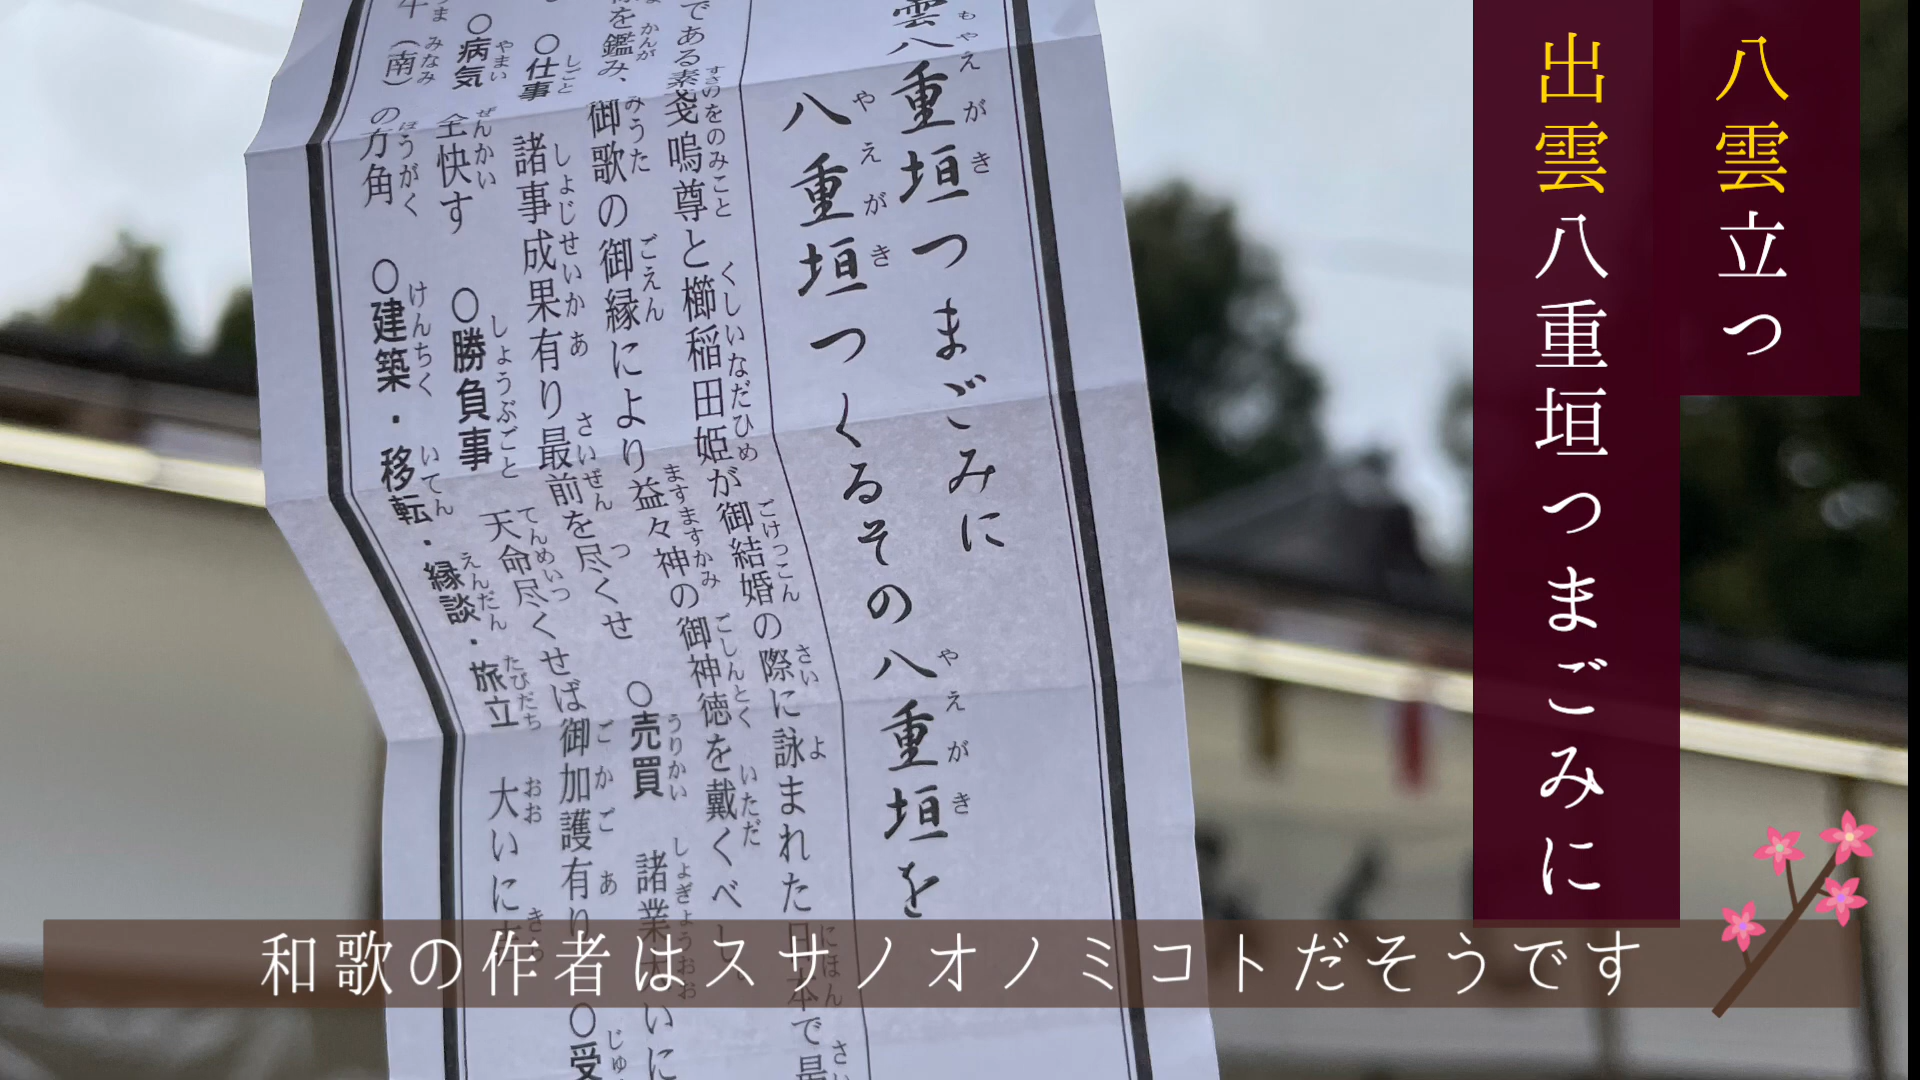 八雲立つ
出雲八重垣つまごみに
雲八重垣つまごみに
八重垣つくるその八重垣を
である素戔嗚尊と櫛稲田姫が御結婚の際に詠まれた日本で
を鑑み、御歌の御縁により益々神の御神徳を戴くべし、
○仕事 諸事成果有り最前を尽くせ ○売買 諸業大いに
○病気 全快す ○勝負事 天命尽くせば御加護有り ○受
(南)の方角 ○建築・移転・縁談・旅立 大いに
和歌の作者はスサノオノミコトだそうです